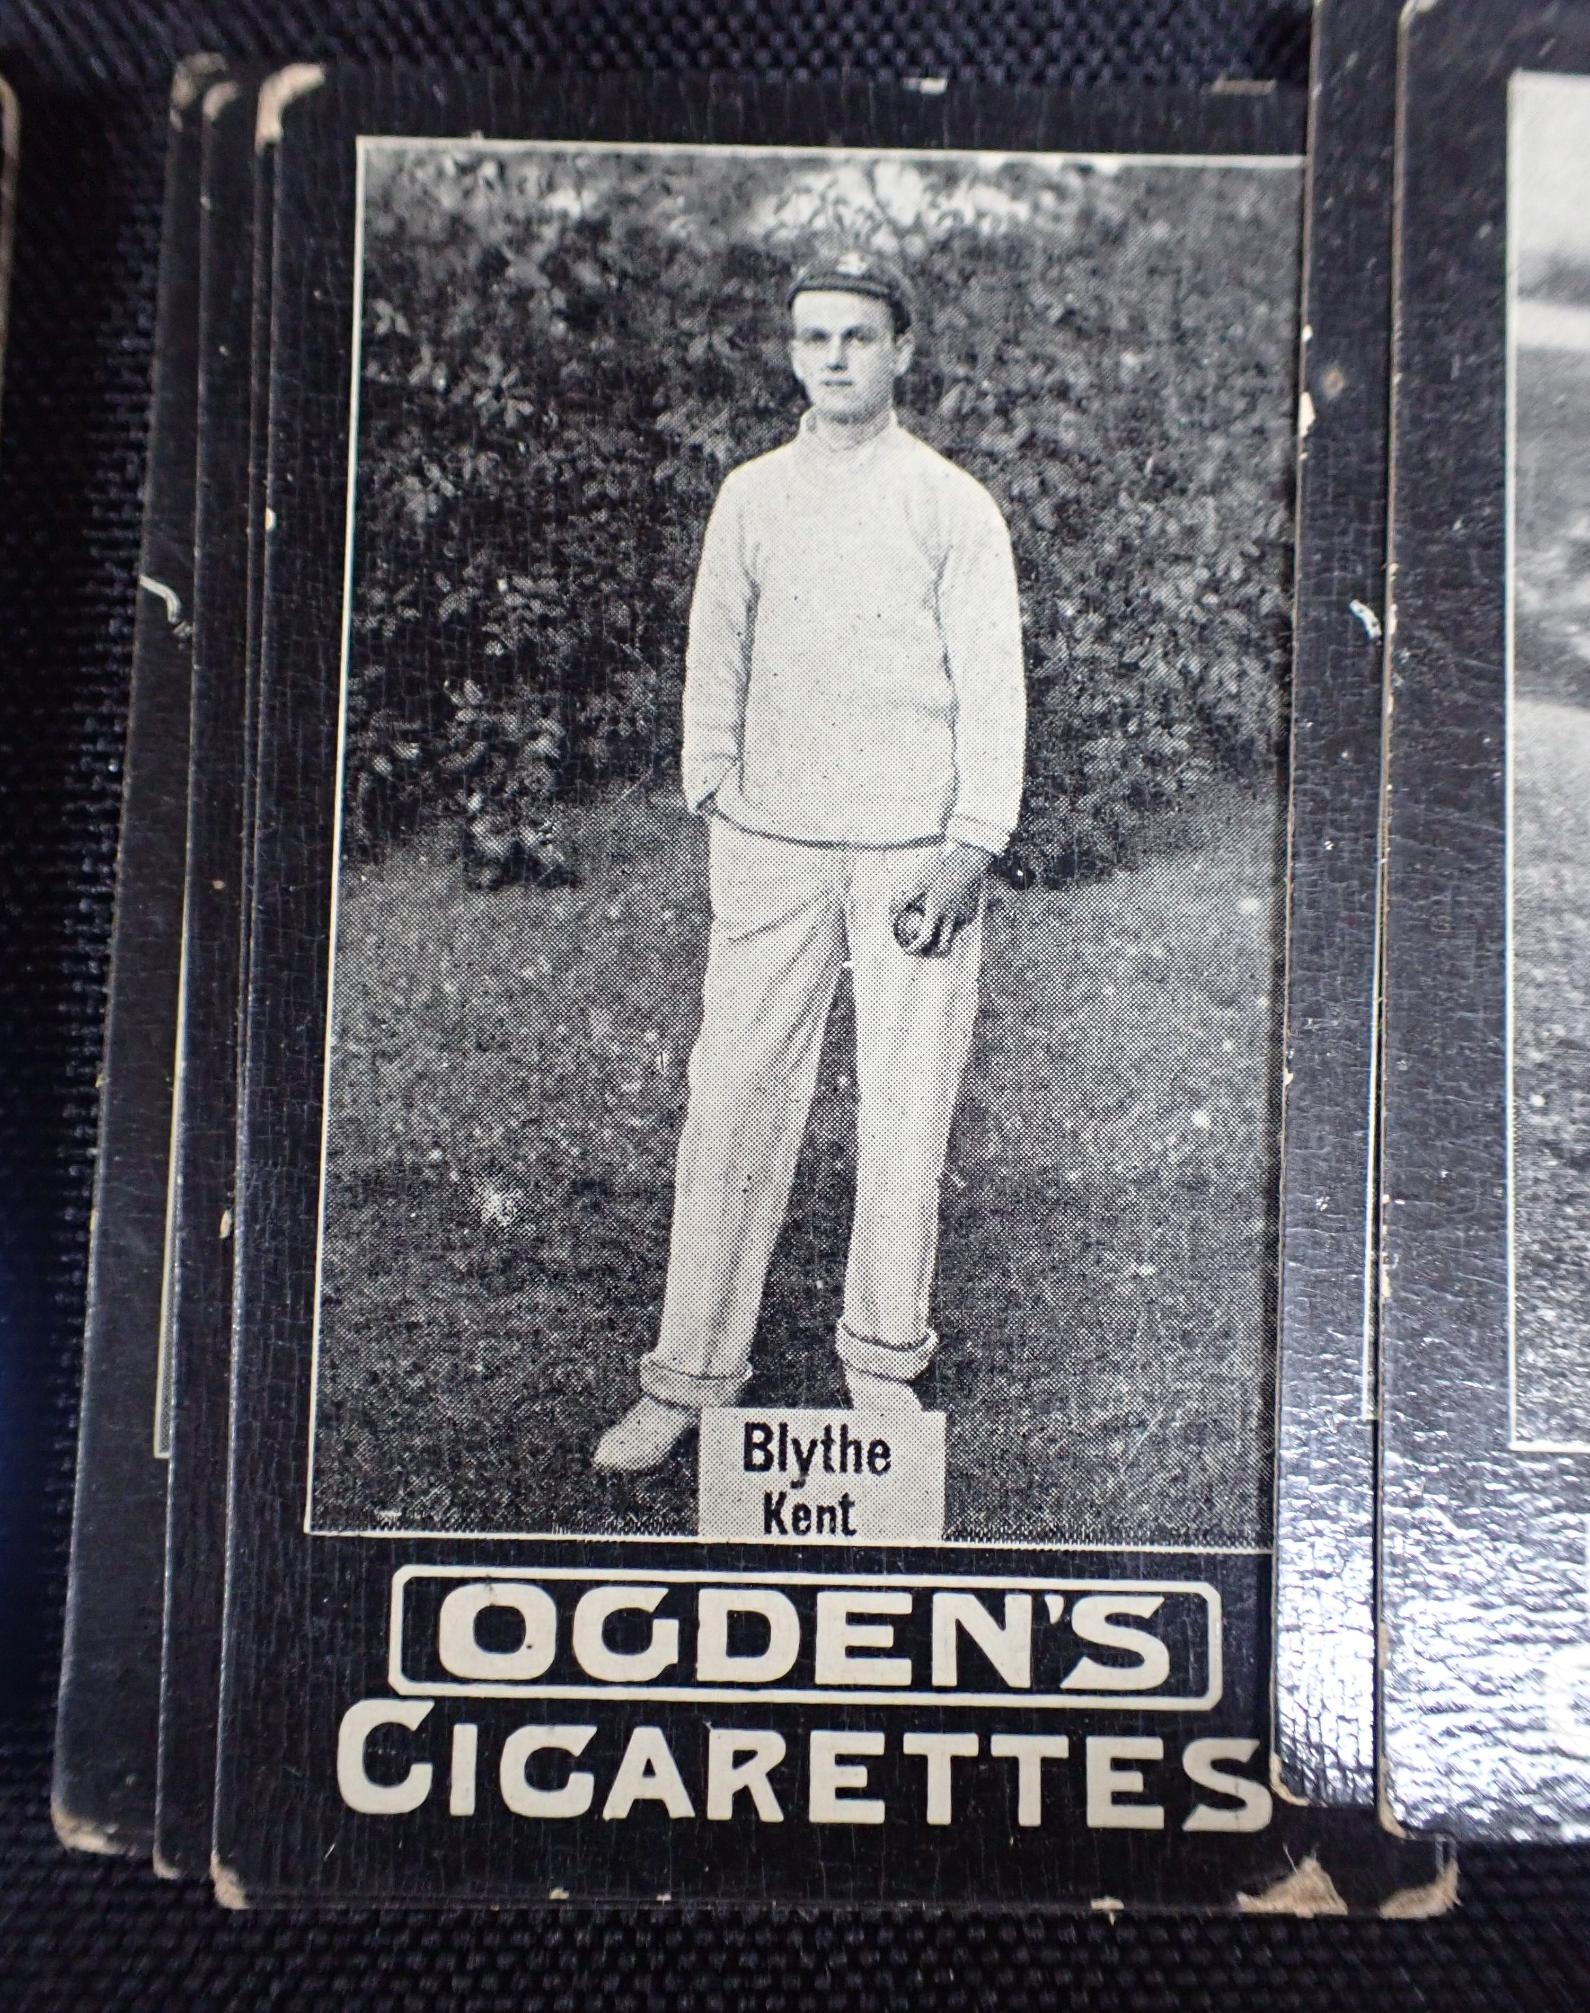 Blythe
Kent
OGDEN'S
CIGARETTES